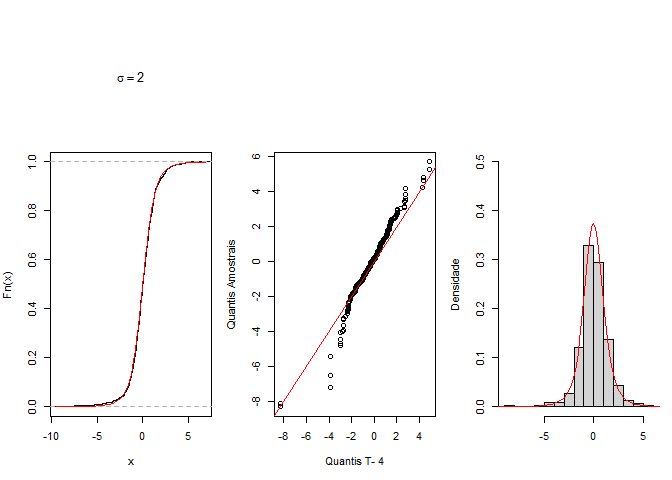 σ = 2
Fn(x)
0.0 0.2 0.4 0.6 0.8 1.0
-10 -5 0 5
x
Quantis Amostrais
-8 -6 -4 -2 0 2 4 6
-8 -6 -4 -2 0 2 4
Quantis T- 4
Densidade
0.0 0.1 0.2 0.3 0.4 0.5
-5 0 5